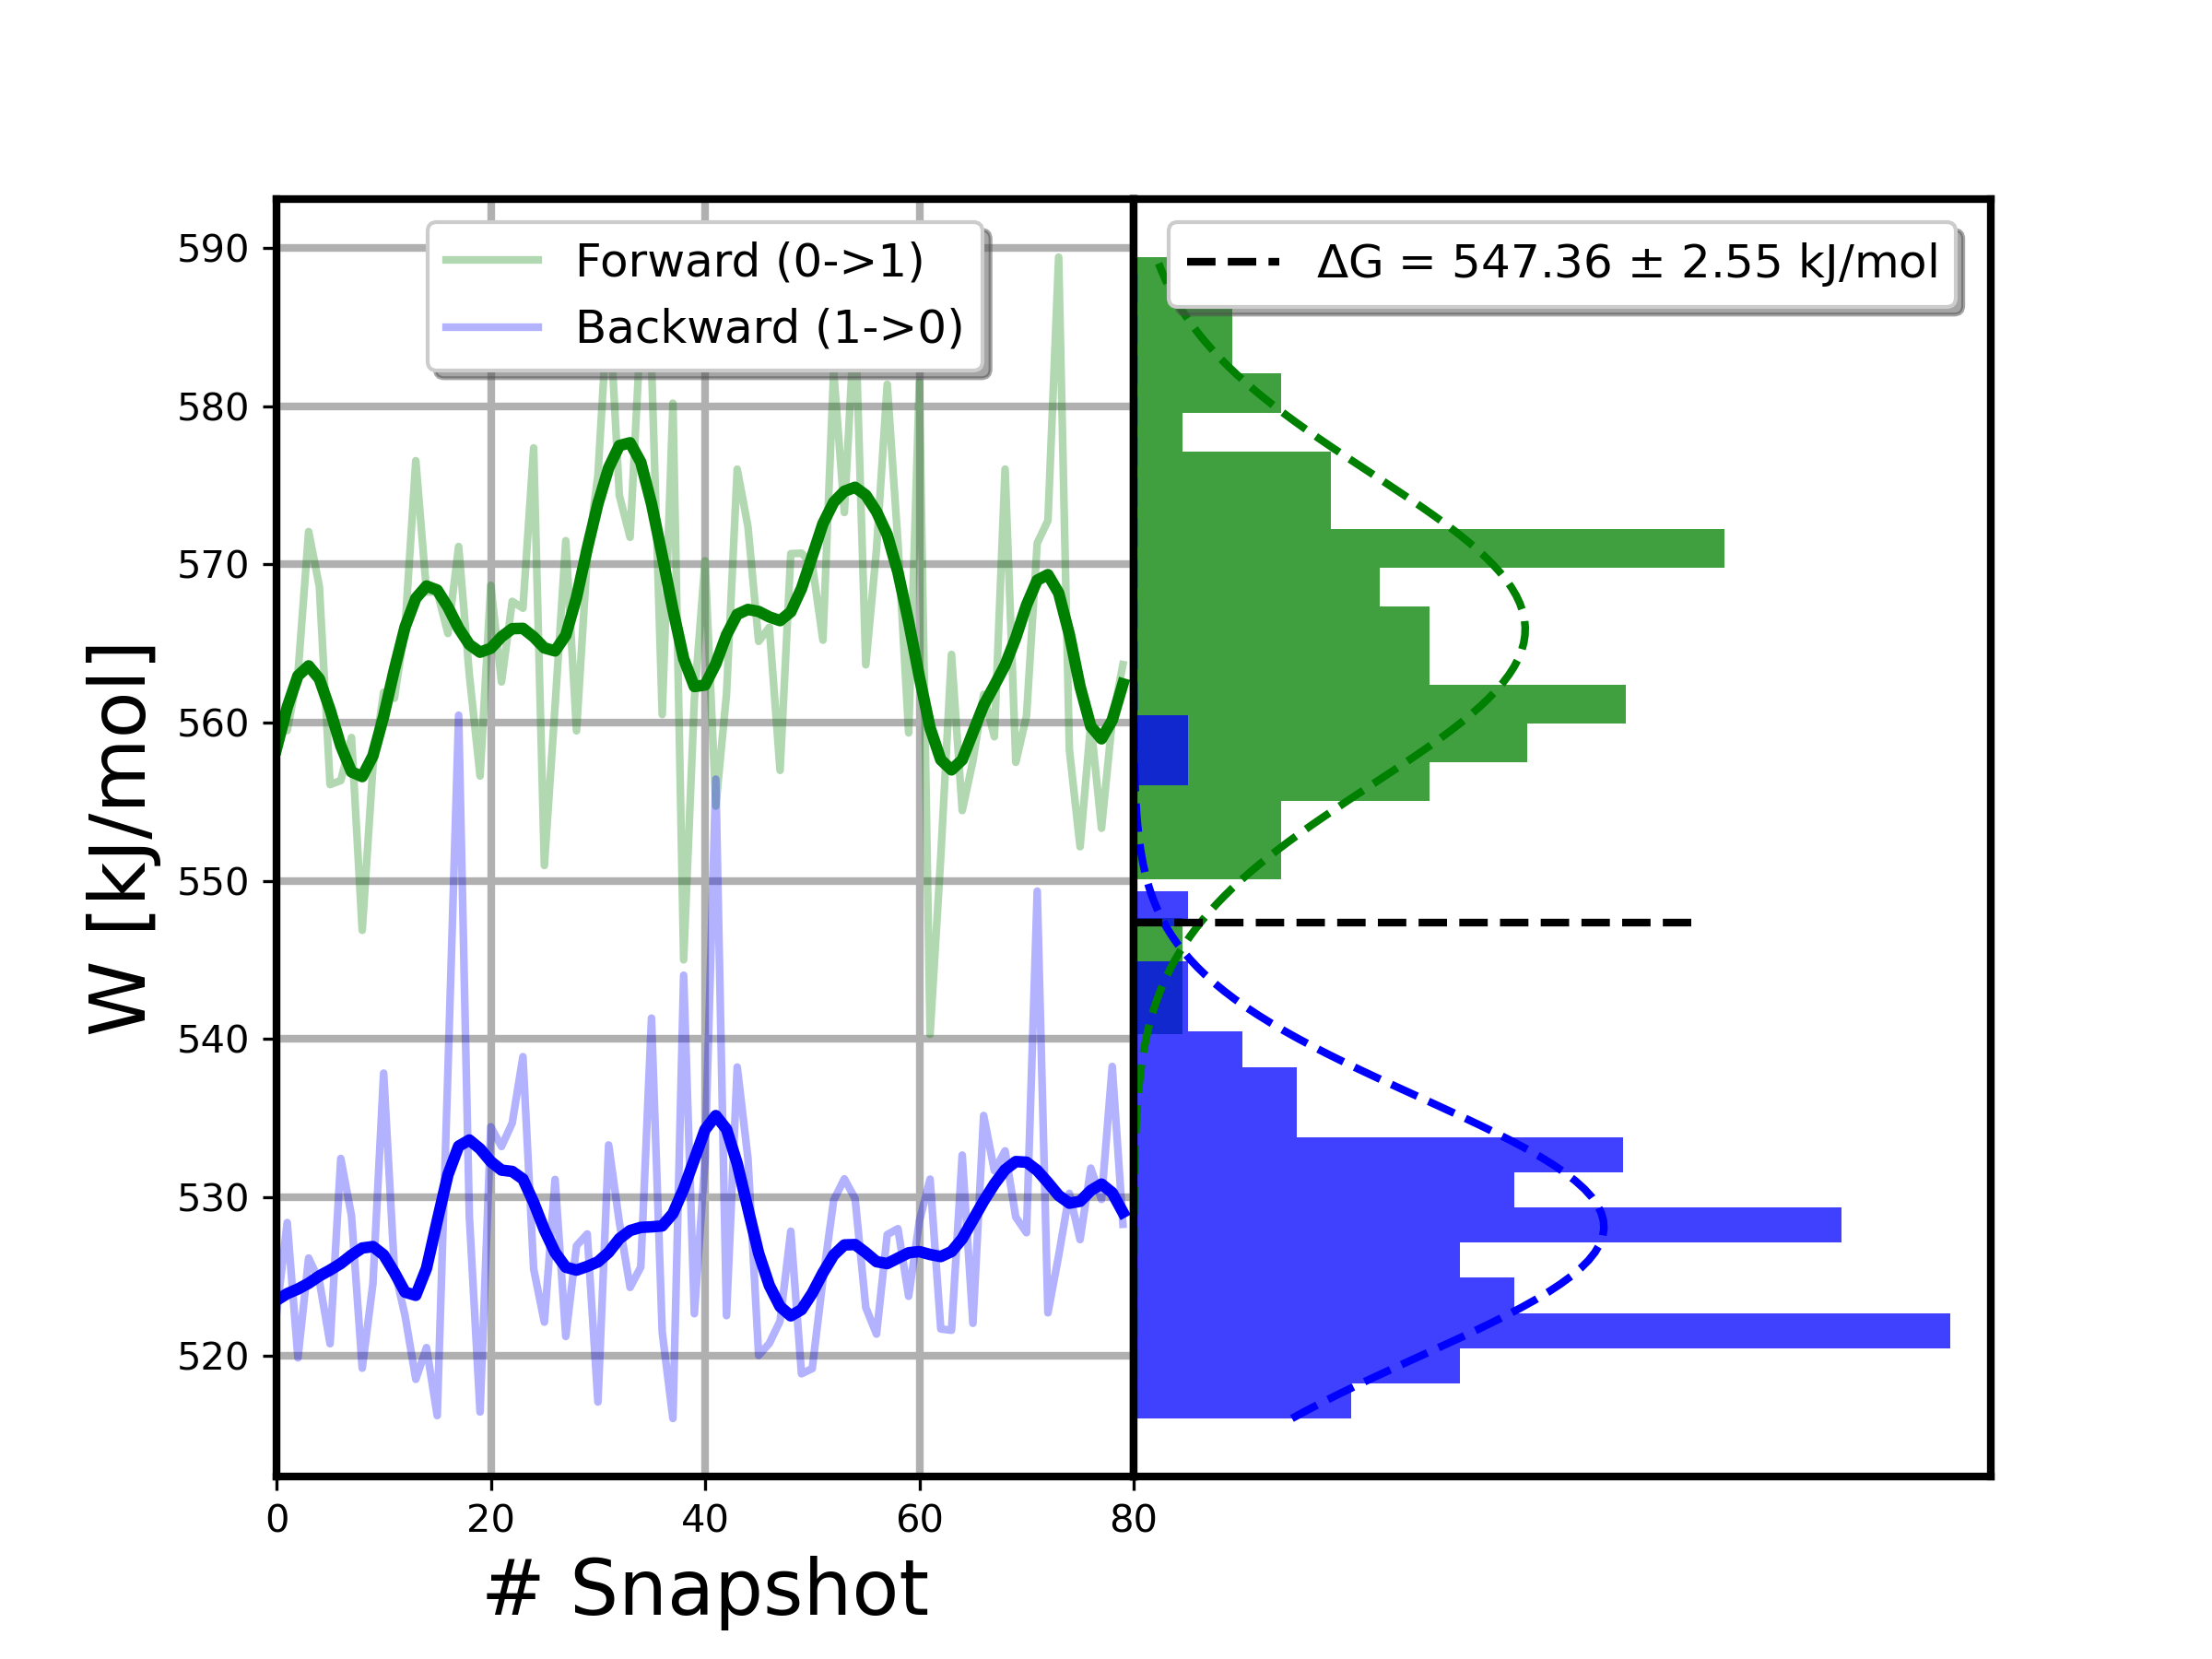 Forward (0->1)
Backward (1->0)
ΔG = 547.36 ± 2.55 kJ/mol
W [kJ/mol]
590
580
570
560
550
540
530
520
0 20 40 60 80
# Snapshot